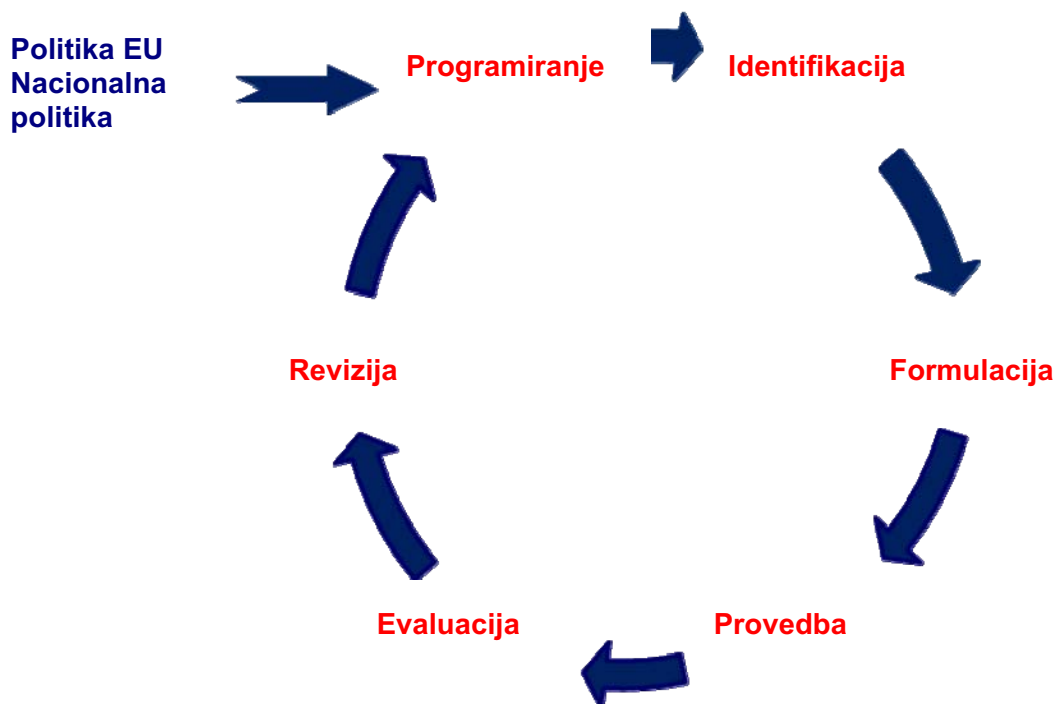 Politika EU
Nacionalna
politika
Programiranje
Identifikacija
Revizija
Formulacija
Evaluacija
Provedba